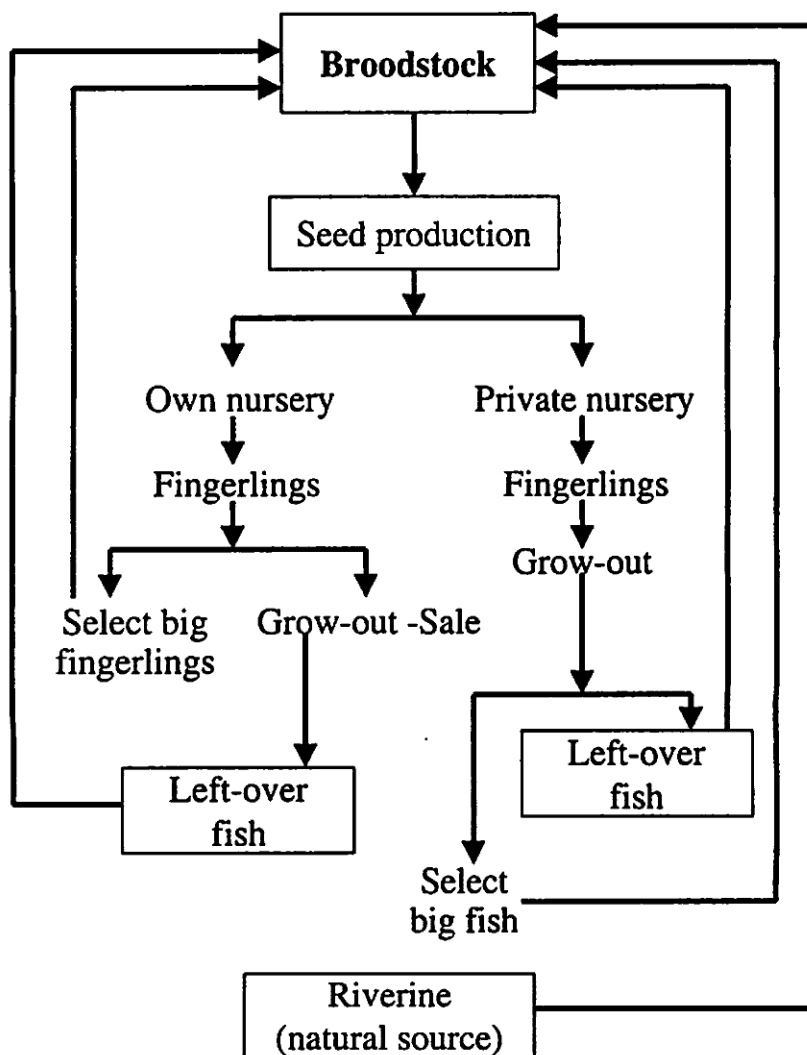 Broodstock
Seed production
Own nursery
Private nursery
Fingerlings
Fingerlings
Grow-out
Select big
fingerlings
Grow-out -Sale
Left-over
fish
Left-over
fish
Select
big fish
Riverine
(natural source)